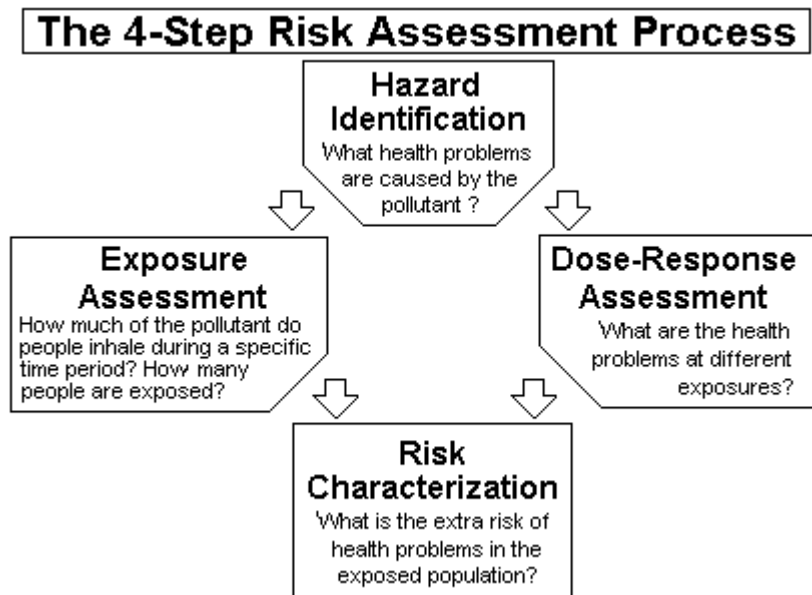 The 4-Step Risk Assessment Process
Hazard
Identification
What health problems
are caused by the
pollutant ?
Exposure
Assessment
How much of the pollutant do
people inhale during a specific
time period? How many
people are exposed?
Dose-Response
Assessment
What are the health
problems at different
exposures?
Risk
Characterization
What is the extra risk of
health problems in the
exposed population?